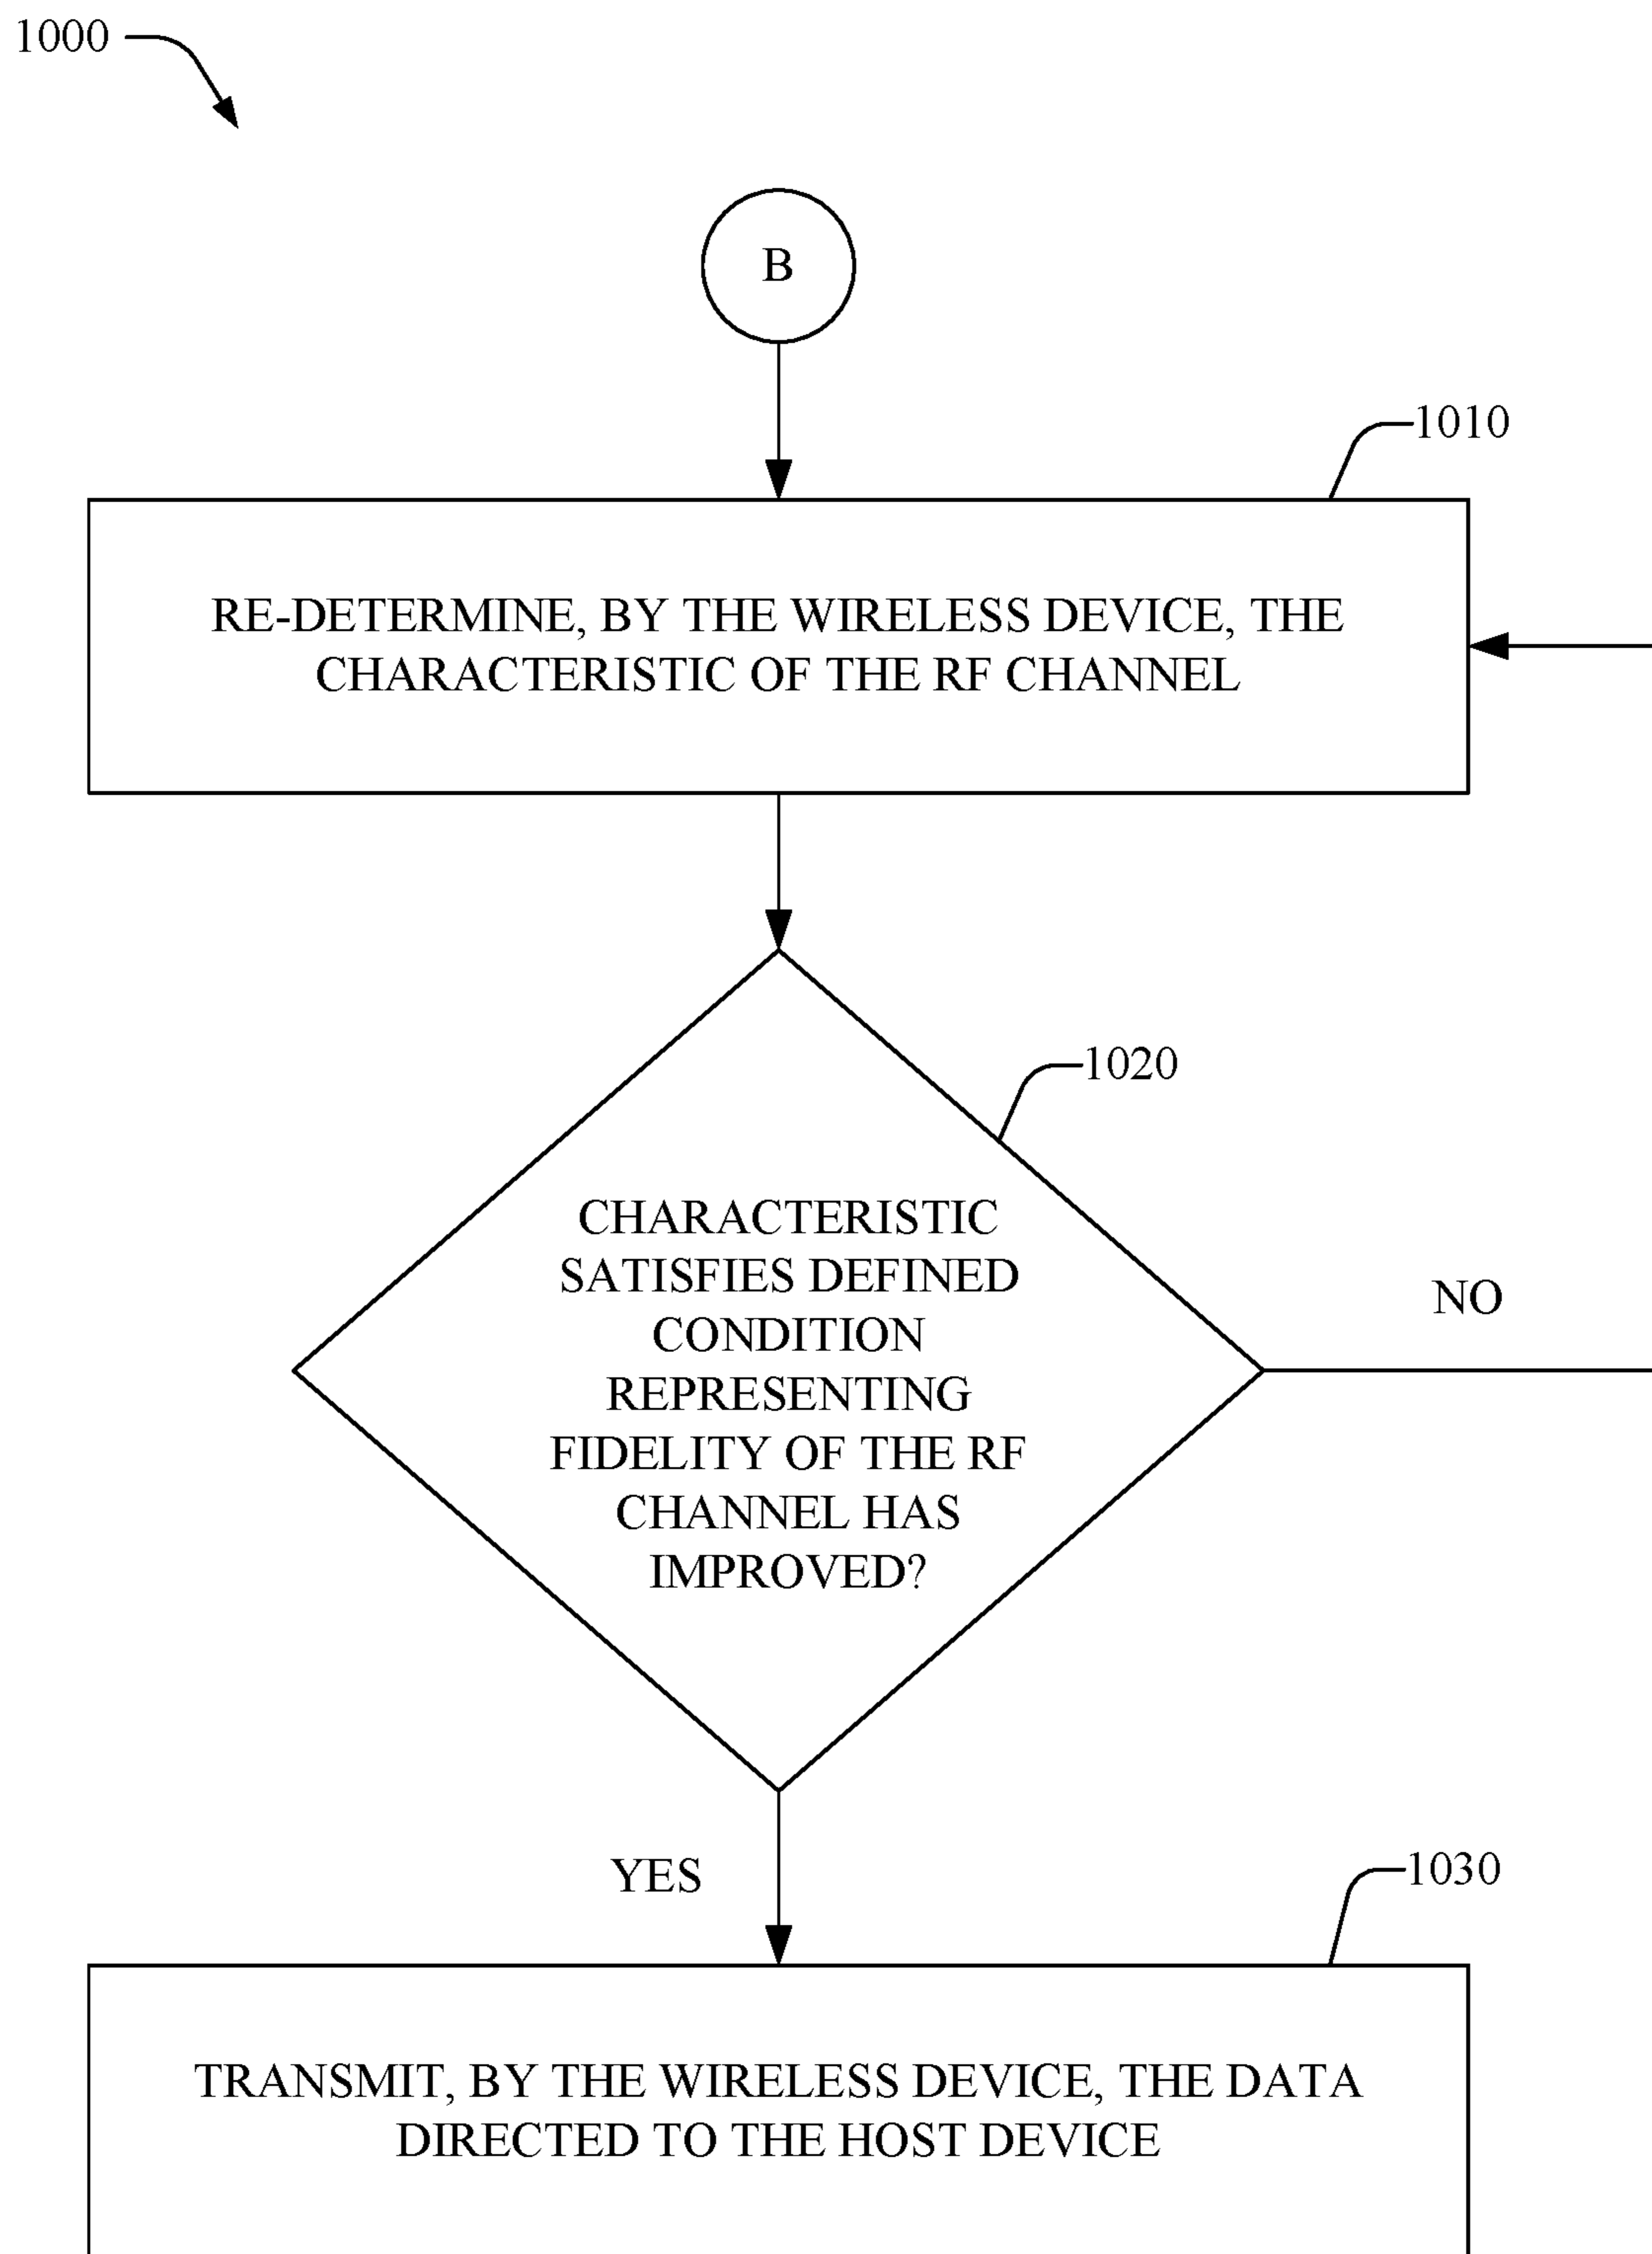 1000
B
1010
RE-DETERMINE, BY THE WIRELESS DEVICE, THE
CHARACTERISTIC OF THE RF CHANNEL
1020
CHARACTERISTIC
SATISFIES DEFINED
CONDITION
REPRESENTING
FIDELITY OF THE RF
CHANNEL HAS
IMPROVED?
NO
YES
1030
TRANSMIT, BY THE WIRELESS DEVICE, THE DATA
DIRECTED TO THE HOST DEVICE